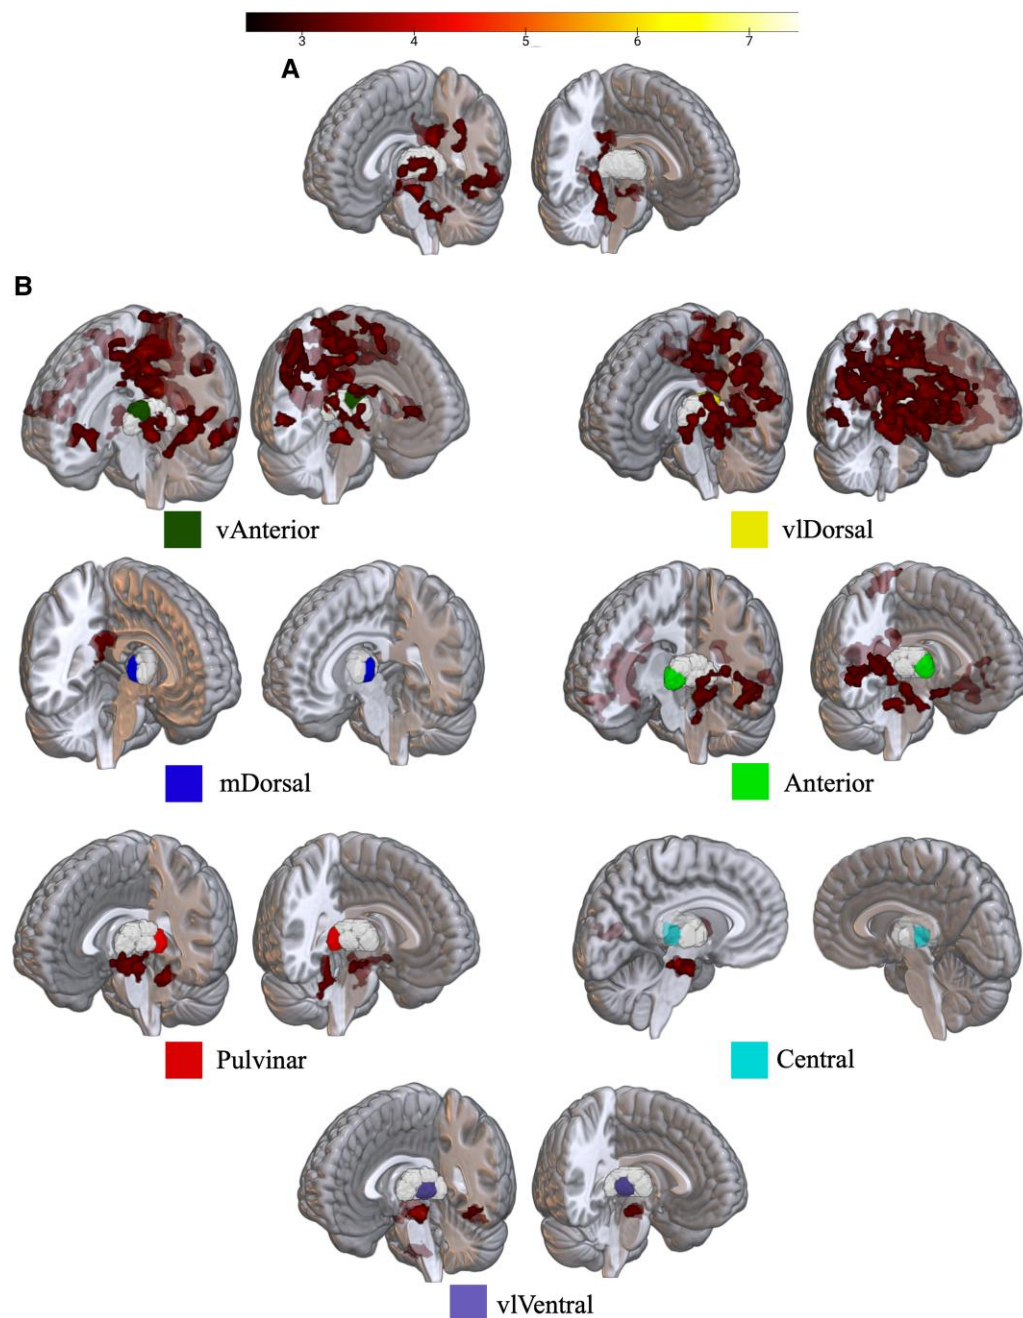 3 4 5 6 7
A
B
vAnterior
vlDorsal
mDorsal
Anterior
Pulvinar
Central
vlVentral